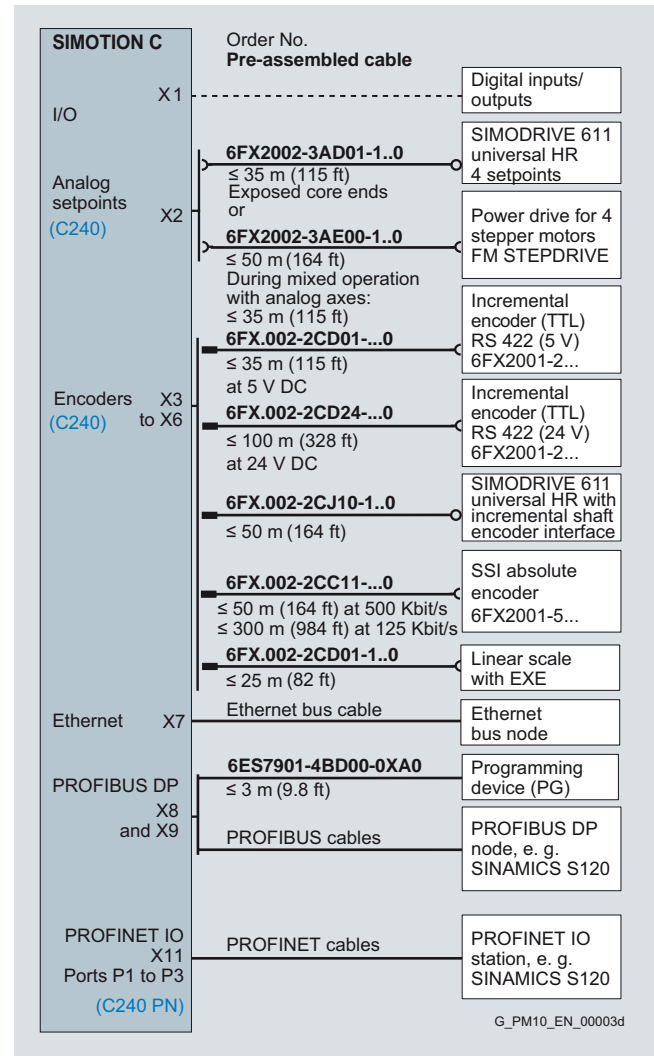 SIMOTION C
Order No.
Pre-assembled cable
X1
I/O
Digital inputs/
outputs
Analog
setpoints
(C240)
X2
6FX2002-3AD01-1..0
≤ 35 m (115 ft)
Exposed core ends
or
SIMODRIVE 611
universal HR
4 setpoints
6FX2002-3AE00-1..0
≤ 50 m (164 ft)
During mixed operation
with analog axes:
≤ 35 m (115 ft)
Power drive for 4
stepper motors
FM STEPDRIVE
Encoders X3
(C240) to X6
6FX.002-2CD01-...0
≤ 35 m (115 ft)
at 5 V DC
Incremental
encoder (TTL)
RS 422 (5 V)
6FX2001-2...
6FX.002-2CD24-...0
≤ 100 m (328 ft)
at 24 V DC
Incremental
encoder (TTL)
RS 422 (24 V)
6FX2001-2...
6FX.002-2CJ10-1..0
≤ 50 m (164 ft)
SIMODRIVE 611
universal HR with
incremental shaft
encoder interface
6FX.002-2CC11-...0
≤ 50 m (164 ft) at 500 Kbit/s
≤ 300 m (984 ft) at 125 Kbit/s
SSI absolute
encoder
6FX2001-5...
6FX.002-2CD01-1..0
≤ 25 m (82 ft)
Linear scale
with EXE
Ethernet X7
Ethernet bus cable
Ethernet
bus node
PROFIBUS DP
X8
and X9
6ES7901-4BD00-0XA0
≤ 3 m (9.8 ft)
Programming
device (PG)
PROFIBUS cables
PROFIBUS DP
node, e. g.
SINAMICS S120
PROFINET IO
X11
Ports P1 to P3
(C240 PN)
PROFINET cables
PROFINET IO
station, e. g.
SINAMICS S120
G_PM10_EN_00003d